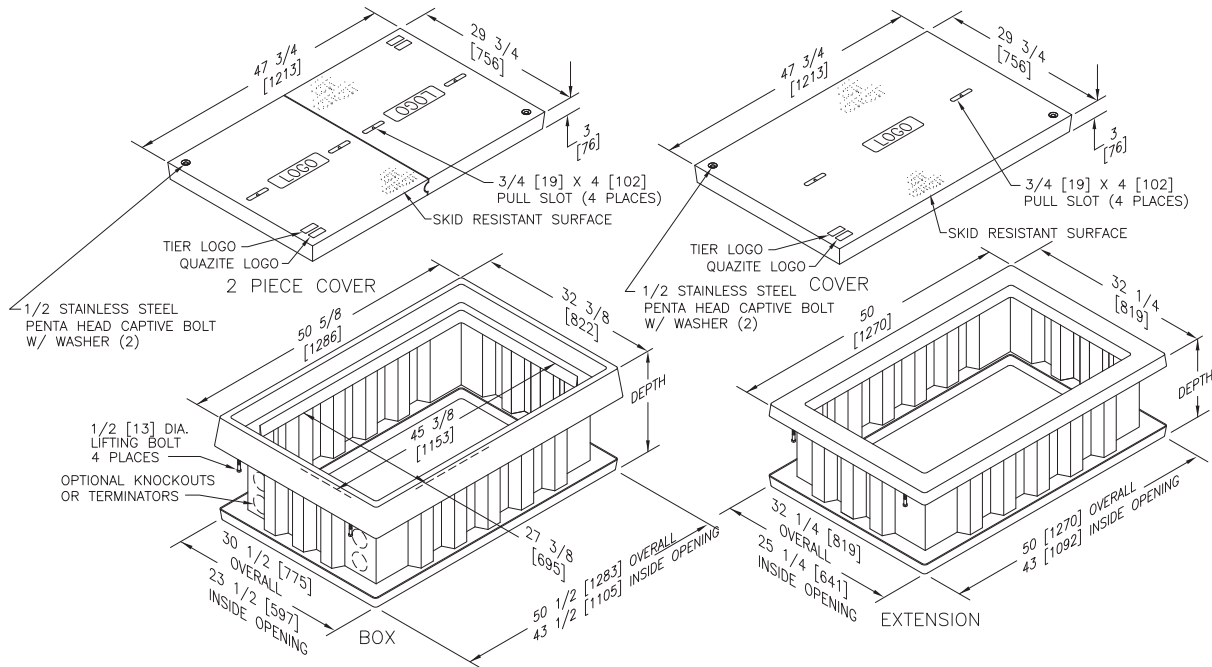 47 3/4
[1213]
29 3/4
[756]
3
[76]
LOGO
LOGO
3/4 [19] X 4 [102]
PULL SLOT (4 PLACES)
SKID RESISTANT SURFACE
TIER LOGO
QUAZITE LOGO
2 PIECE COVER
1/2 STAINLESS STEEL
PENTA HEAD CAPTIVE BOLT
W/ WASHER (2)
47 3/4
[1213]
29 3/4
[756]
3
[76]
LOGO
3/4 [19] X 4 [102]
PULL SLOT (4 PLACES)
SKID RESISTANT SURFACE
TIER LOGO
QUAZITE LOGO
COVER
1/2 STAINLESS STEEL
PENTA HEAD CAPTIVE BOLT
W/ WASHER (2)
50 5/8
[1286]
32 3/8
[822]
DEPTH
45 3/8
[1153]
1/2 [13] DIA.
LIFTING BOLT
4 PLACES
OPTIONAL KNOCKOUTS
OR TERMINATORS
27 3/8
[695]
30 1/2 [775]
OVERALL
23 1/2 [597]
INSIDE OPENING
50 1/2 [1283] OVERALL
43 1/2 [1105] INSIDE OPENING
BOX
50
[1270]
32 1/4
[819]
DEPTH
32 1/4 [819]
OVERALL
25 1/4 [641]
INSIDE OPENING
50 [1270] OVERALL
43 [1092] INSIDE OPENING
EXTENSION